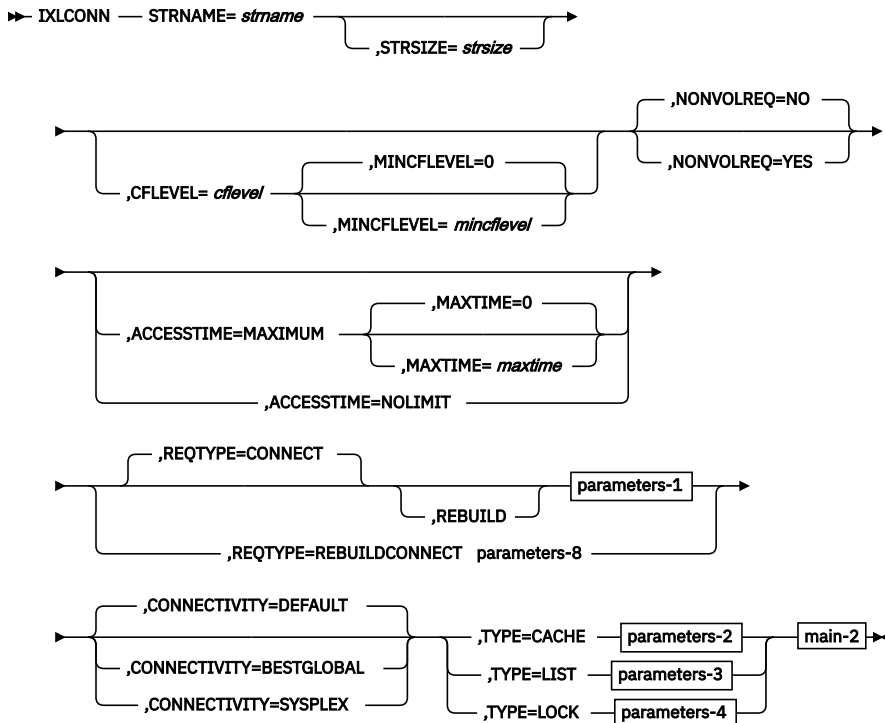 IXLCONN STRNAME= strname
,STRSIZE= strsize
,NONVOLREQ=NO
,NONVOLREQ=YES
,MINCFLEVEL=0
,CFLEVEL= cflevel
,MINCFLEVEL= mincflevel
,MAXTIME=0
,ACCESSTIME=MAXIMUM
,MAXTIME= maxtime
,ACCESSTIME=NOLIMIT
,REQTYPE=CONNECT
parameters-1
,REBUILD
,REQTYPE=REBUILDCONNECT parameters-8
,CONNECTIVITY=DEFAULT
,TYPE=CACHE parameters-2 main-2
,CONNECTIVITY=BESTGLOBAL
,TYPE=LIST parameters-3
,CONNECTIVITY=SYSPLEX
,TYPE=LOCK parameters-4